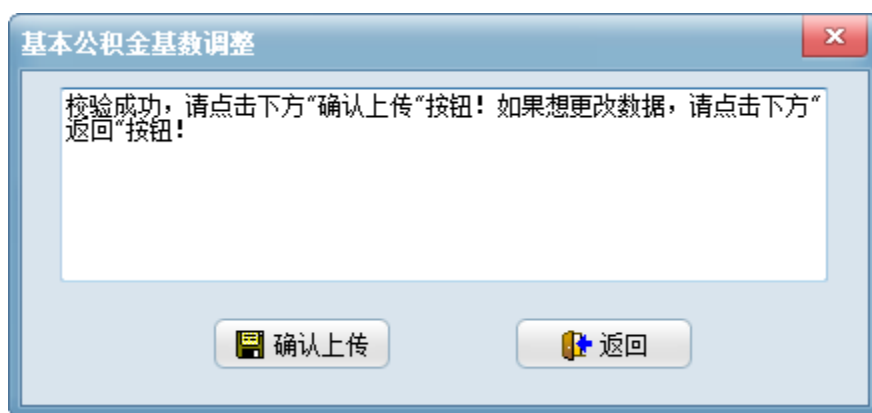 基本公积金基数调整
校验成功，请点击下方“确认上传“按钮！如果想更改数据，请点击下方“
返回“按钮！
确认上传
返回